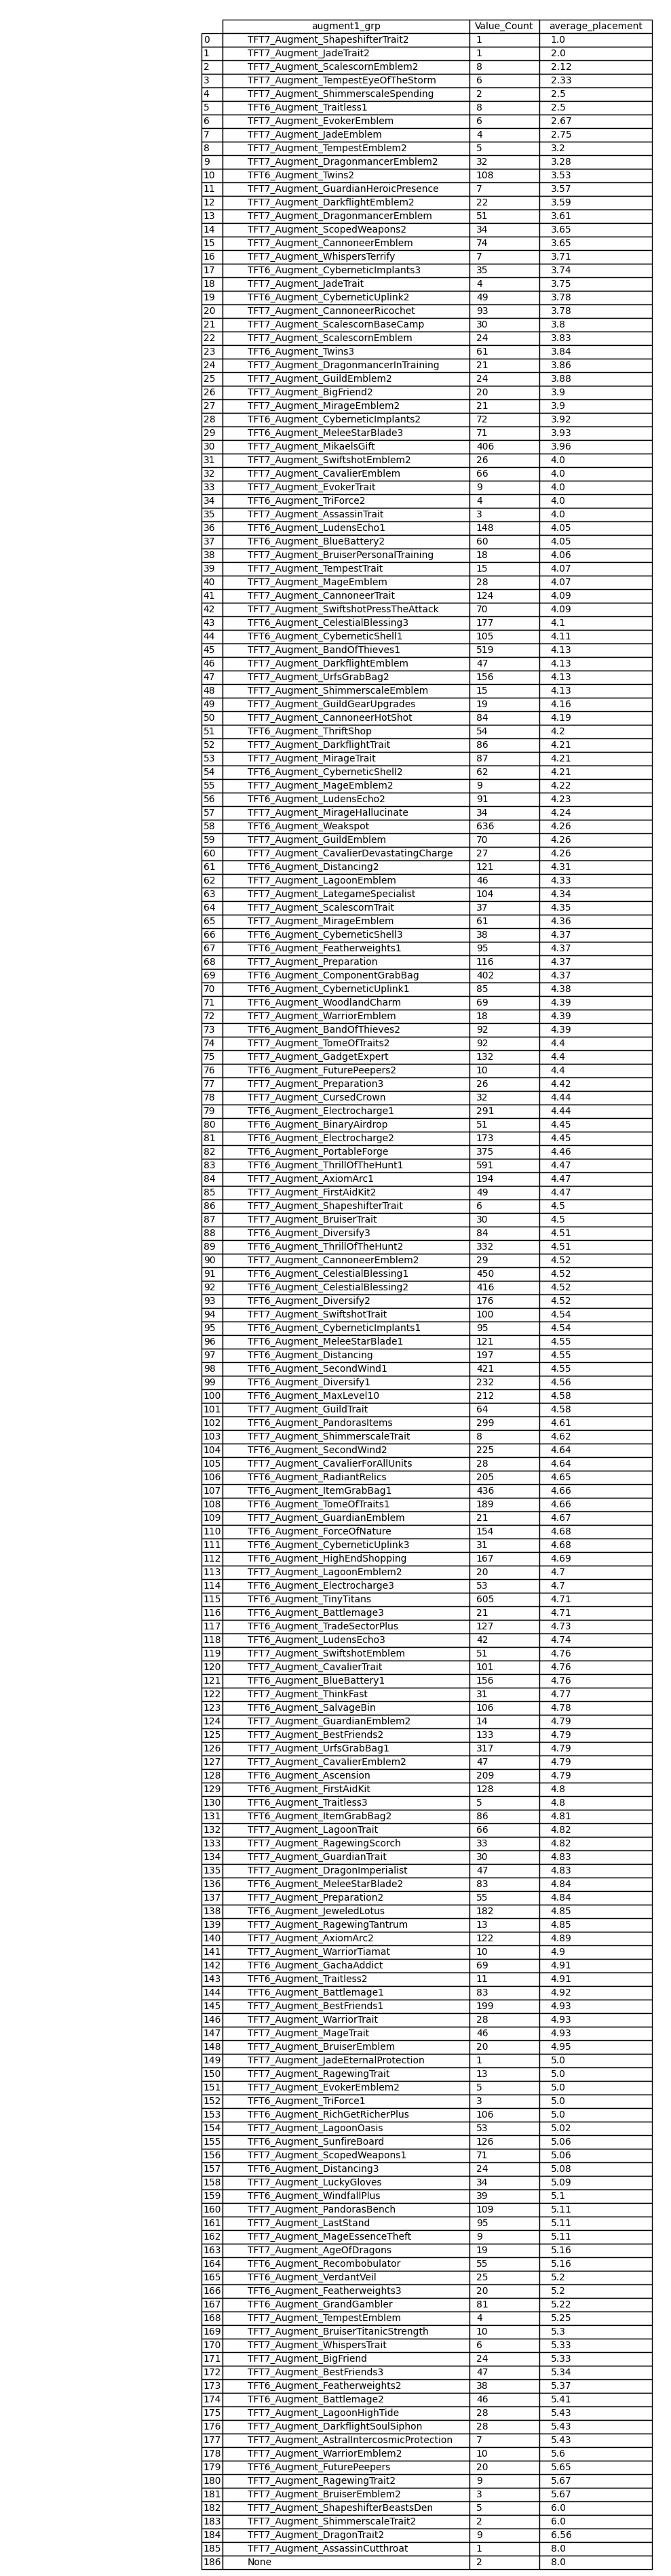 augment1_grp Value_Count average_placement
0 TFT7_Augment_ShapeshifterTrait2 1 1.0
1 TFT7_Augment_JadeTrait2 1 2.0
2 TFT7_Augment_ScalescornEmblem2 8 2.12
3 TFT7_Augment_TempestEyeOfTheStorm 6 2.33
4 TFT7_Augment_ShimmerscaleSpending 2 2.5
5 TFT6_Augment_Traitless1 8 2.5
6 TFT7_Augment_EvokerEmblem 6 2.67
7 TFT7_Augment_JadeEmblem 4 2.75
8 TFT7_Augment_TempestEmblem2 5 3.2
9 TFT7_Augment_DragonmancerEmblem2 32 3.28
10 TFT6_Augment_Twins2 108 3.53
11 TFT7_Augment_GuardianHeroicPresence 7 3.57
12 TFT7_Augment_DarkflightEmblem2 22 3.59
13 TFT7_Augment_DragonmancerEmblem 51 3.61
14 TFT7_Augment_ScopedWeapons2 34 3.65
15 TFT7_Augment_CannoneerEmblem 74 3.65
16 TFT7_Augment_WhispersTerrify 7 3.71
17 TFT6_Augment_CyberneticImplants3 35 3.74
18 TFT7_Augment_JadeTrait 4 3.75
19 TFT6_Augment_CyberneticUplink2 49 3.78
20 TFT7_Augment_CannoneerRicochet 93 3.78
21 TFT7_Augment_ScalescornBaseCamp 30 3.8
22 TFT7_Augment_ScalescornEmblem 24 3.83
23 TFT6_Augment_Twins3 61 3.84
24 TFT7_Augment_DragonmancerInTraining 21 3.86
25 TFT7_Augment_GuildEmblem2 24 3.88
26 TFT7_Augment_BigFriend2 20 3.9
27 TFT7_Augment_MirageEmblem2 21 3.9
28 TFT6_Augment_CyberneticImplants2 72 3.92
29 TFT6_Augment_MeleeStarBlade3 71 3.93
30 TFT7_Augment_MikaelsGift 406 3.96
31 TFT7_Augment_SwiftshotEmblem2 26 4.0
32 TFT7_Augment_CavalierEmblem 66 4.0
33 TFT7_Augment_EvokerTrait 9 4.0
34 TFT6_Augment_TriForce2 4 4.0
35 TFT7_Augment_AssassinTrait 3 4.0
36 TFT6_Augment_LudensEcho1 148 4.05
37 TFT6_Augment_BlueBattery2 60 4.05
38 TFT7_Augment_BruiserPersonalTraining 18 4.06
39 TFT7_Augment_TempestTrait 15 4.07
40 TFT7_Augment_MageEmblem 28 4.07
41 TFT7_Augment_CannoneerTrait 124 4.09
42 TFT7_Augment_SwiftshotPressTheAttack 70 4.09
43 TFT6_Augment_CelestialBlessing3 177 4.1
44 TFT6_Augment_CyberneticShell1 105 4.11
45 TFT7_Augment_BandOfThieves1 519 4.13
46 TFT7_Augment_DarkflightEmblem 47 4.13
47 TFT7_Augment_UrfsGrabBag2 156 4.13
48 TFT7_Augment_ShimmerscaleEmblem 15 4.13
49 TFT7_Augment_GuildGearUpgrades 19 4.16
50 TFT7_Augment_CannoneerHotShot 84 4.19
51 TFT6_Augment_ThriftShop 54 4.2
52 TFT7_Augment_DarkflightTrait 86 4.21
53 TFT7_Augment_MirageTrait 87 4.21
54 TFT6_Augment_CyberneticShell2 62 4.21
55 TFT7_Augment_MageEmblem2 9 4.22
56 TFT6_Augment_LudensEcho2 91 4.23
57 TFT7_Augment_MirageHallucinate 34 4.24
58 TFT6_Augment_Weakspot 636 4.26
59 TFT7_Augment_GuildEmblem 70 4.26
60 TFT7_Augment_CavalierDevastatingCharge 27 4.26
61 TFT6_Augment_Distancing2 121 4.31
62 TFT7_Augment_LagoonEmblem 46 4.33
63 TFT7_Augment_LategameSpecialist 104 4.34
64 TFT7_Augment_ScalescornTrait 37 4.35
65 TFT7_Augment_MirageEmblem 61 4.36
66 TFT6_Augment_CyberneticShell3 38 4.37
67 TFT6_Augment_Featherweights1 95 4.37
68 TFT7_Augment_Preparation 116 4.37
69 TFT6_Augment_ComponentGrabBag 402 4.37
70 TFT6_Augment_CyberneticUplink1 85 4.38
71 TFT6_Augment_WoodlandCharm 69 4.39
72 TFT7_Augment_WarriorEmblem 18 4.39
73 TFT7_Augment_BandOfThieves2 92 4.39
74 TFT7_Augment_TomeOfTraits2 92 4.4
75 TFT7_Augment_GadgetExpert 132 4.4
76 TFT6_Augment_FuturePeepers2 10 4.4
77 TFT7_Augment_Preparation3 26 4.42
78 TFT7_Augment_CursedCrown 32 4.44
79 TFT6_Augment_Electrocharge1 291 4.44
80 TFT6_Augment_BinaryAirdrop 51 4.45
81 TFT6_Augment_Electrocharge2 173 4.45
82 TFT6_Augment_PortableForge 375 4.46
83 TFT6_Augment_ThrillOfTheHunt1 591 4.47
84 TFT7_Augment_AxiomArc1 194 4.47
85 TFT7_Augment_FirstAidKit2 49 4.47
86 TFT7_Augment_ShapeshifterTrait 6 4.5
87 TFT7_Augment_BruiserTrait 30 4.5
88 TFT6_Augment_Diversify3 84 4.51
89 TFT6_Augment_ThrillOfTheHunt2 332 4.51
90 TFT7_Augment_CannoneerEmblem2 29 4.52
91 TFT6_Augment_CelestialBlessing1 450 4.52
92 TFT6_Augment_CelestialBlessing2 416 4.52
93 TFT6_Augment_Diversify2 176 4.52
94 TFT7_Augment_SwiftshotTrait 100 4.54
95 TFT6_Augment_CyberneticImplants1 95 4.54
96 TFT6_Augment_MeleeStarBlade1 121 4.55
97 TFT6_Augment_Distancing 197 4.55
98 TFT6_Augment_SecondWind1 421 4.55
99 TFT6_Augment_Diversify1 232 4.56
100 TFT6_Augment_MaxLevel10 212 4.58
101 TFT7_Augment_GuildTrait 64 4.58
102 TFT6_Augment_PandorasItems 299 4.61
103 TFT7_Augment_ShimmerscaleTrait 8 4.62
104 TFT6_Augment_SecondWind2 225 4.64
105 TFT7_Augment_CavalierForAllUnits 28 4.64
106 TFT6_Augment_RadiantRelics 205 4.65
107 TFT6_Augment_ItemGrabBag1 436 4.66
108 TFT6_Augment_TomeOfTraits1 189 4.66
109 TFT7_Augment_GuardianEmblem 21 4.67
110 TFT6_Augment_ForceOfNature 154 4.68
111 TFT6_Augment_CyberneticUplink3 31 4.68
112 TFT6_Augment_HighEndShopping 167 4.69
113 TFT7_Augment_LagoonEmblem2 20 4.7
114 TFT6_Augment_Electrocharge3 53 4.7
115 TFT6_Augment_TinyTitans 605 4.71
116 TFT6_Augment_Battlemage3 21 4.71
117 TFT6_Augment_TradeSectorPlus 127 4.73
118 TFT6_Augment_LudensEcho3 42 4.74
119 TFT7_Augment_SwiftshotEmblem 51 4.76
120 TFT7_Augment_CavalierTrait 101 4.76
121 TFT6_Augment_BlueBattery1 156 4.76
122 TFT7_Augment_ThinkFast 31 4.77
123 TFT6_Augment_SalvageBin 106 4.78
124 TFT7_Augment_GuardianEmblem2 14 4.79
125 TFT7_Augment_BestFriends2 133 4.79
126 TFT7_Augment_UrfsGrabBag1 317 4.79
127 TFT7_Augment_CavalierEmblem2 47 4.79
128 TFT6_Augment_Ascension 209 4.79
129 TFT6_Augment_FirstAidKit 128 4.8
130 TFT6_Augment_Traitless3 5 4.8
131 TFT6_Augment_ItemGrabBag2 86 4.81
132 TFT7_Augment_LagoonTrait 66 4.82
133 TFT7_Augment_RagewingScorch 33 4.82
134 TFT7_Augment_GuardianTrait 30 4.83
135 TFT7_Augment_DragonImperialist 47 4.83
136 TFT6_Augment_MeleeStarBlade2 83 4.84
137 TFT7_Augment_Preparation2 55 4.84
138 TFT6_Augment_JeweledLotus 182 4.85
139 TFT7_Augment_RagewingTantrum 13 4.85
140 TFT7_Augment_AxiomArc2 122 4.89
141 TFT7_Augment_WarriorTiamat 10 4.9
142 TFT6_Augment_GachaAddict 69 4.91
143 TFT6_Augment_Traitless2 11 4.91
144 TFT6_Augment_Battlemage1 83 4.92
145 TFT7_Augment_BestFriends1 199 4.93
146 TFT7_Augment_WarriorTrait 28 4.93
147 TFT7_Augment_MageTrait 46 4.93
148 TFT7_Augment_BruiserEmblem 20 4.95
149 TFT7_Augment_JadeEternalProtection 1 5.0
150 TFT7_Augment_RagewingTrait 13 5.0
151 TFT7_Augment_EvokerEmblem2 5 5.0
152 TFT6_Augment_TriForce1 3 5.0
153 TFT6_Augment_RichGetRicherPlus 106 5.0
154 TFT7_Augment_LagoonOasis 53 5.02
155 TFT6_Augment_SunfireBoard 126 5.06
156 TFT7_Augment_ScopedWeapons1 71 5.06
157 TFT6_Augment_Distancing3 24 5.08
158 TFT7_Augment_LuckyGloves 34 5.09
159 TFT6_Augment_WindfallPlus 39 5.1
160 TFT7_Augment_PandorasBench 109 5.11
161 TFT7_Augment_LastStand 95 5.11
162 TFT7_Augment_MageEssenceTheft 9 5.11
163 TFT7_Augment_AgeOfDragons 19 5.16
164 TFT6_Augment_Recombobulator 55 5.16
165 TFT6_Augment_VerdantVeil 25 5.2
166 TFT6_Augment_Featherweights3 20 5.2
167 TFT6_Augment_GrandGambler 81 5.22
168 TFT7_Augment_TempestEmblem 4 5.25
169 TFT7_Augment_BruiserTitanicStrength 10 5.3
170 TFT7_Augment_WhispersTrait 6 5.33
171 TFT7_Augment_BigFriend 24 5.33
172 TFT7_Augment_BestFriends3 47 5.34
173 TFT6_Augment_Featherweights2 38 5.37
174 TFT6_Augment_Battlemage2 46 5.41
175 TFT7_Augment_LagoonHighTide 28 5.43
176 TFT7_Augment_DarkflightSoulSiphon 28 5.43
177 TFT7_Augment_AstralIntercosmicProtection 7 5.43
178 TFT7_Augment_WarriorEmblem2 10 5.6
179 TFT6_Augment_FuturePeepers 20 5.65
180 TFT7_Augment_RagewingTrait2 9 5.67
181 TFT7_Augment_BruiserEmblem2 3 5.67
182 TFT7_Augment_ShapeshifterBeastsDen 5 6.0
183 TFT7_Augment_ShimmerscaleTrait2 2 6.0
184 TFT7_Augment_DragonTrait2 9 6.56
185 TFT7_Augment_AssassinCutthroat 1 8.0
186 None 2 8.0